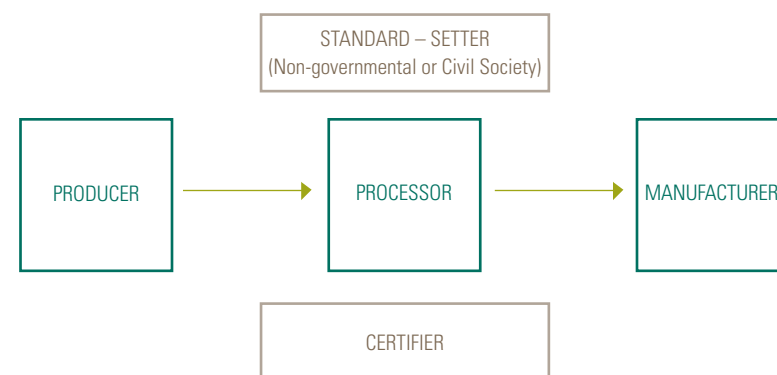 STANDARD – SETTER
(Non-governmental or Civil Society)
PRODUCER
PROCESSOR
MANUFACTURER
CERTIFIER